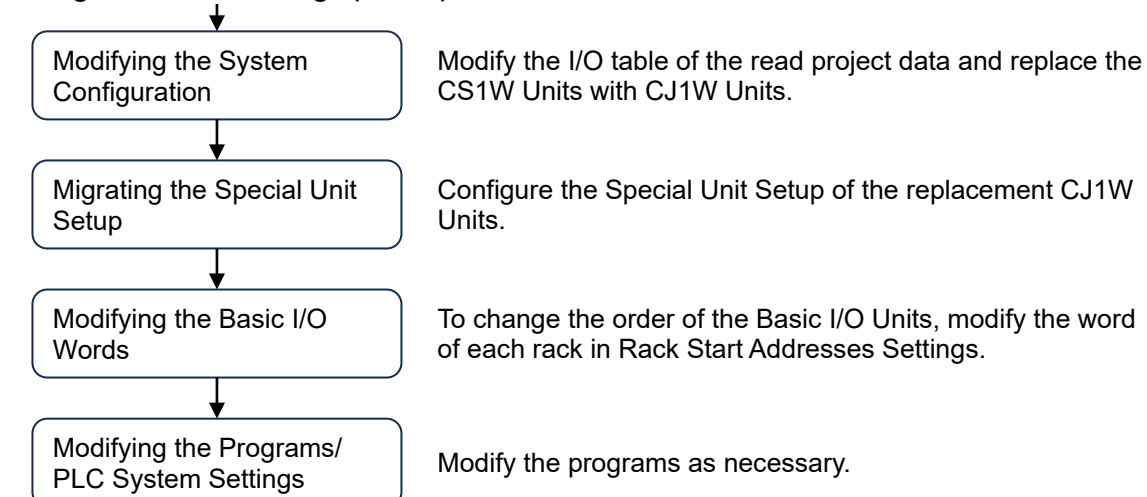 Modifying the System
Configuration
Modify the I/O table of the read project data and replace the
CS1W Units with CJ1W Units.
Migrating the Special Unit
Setup
Configure the Special Unit Setup of the replacement CJ1W
Units.
Modifying the Basic I/O
Words
To change the order of the Basic I/O Units, modify the word
of each rack in Rack Start Addresses Settings.
Modifying the Programs/
PLC System Settings
Modify the programs as necessary.